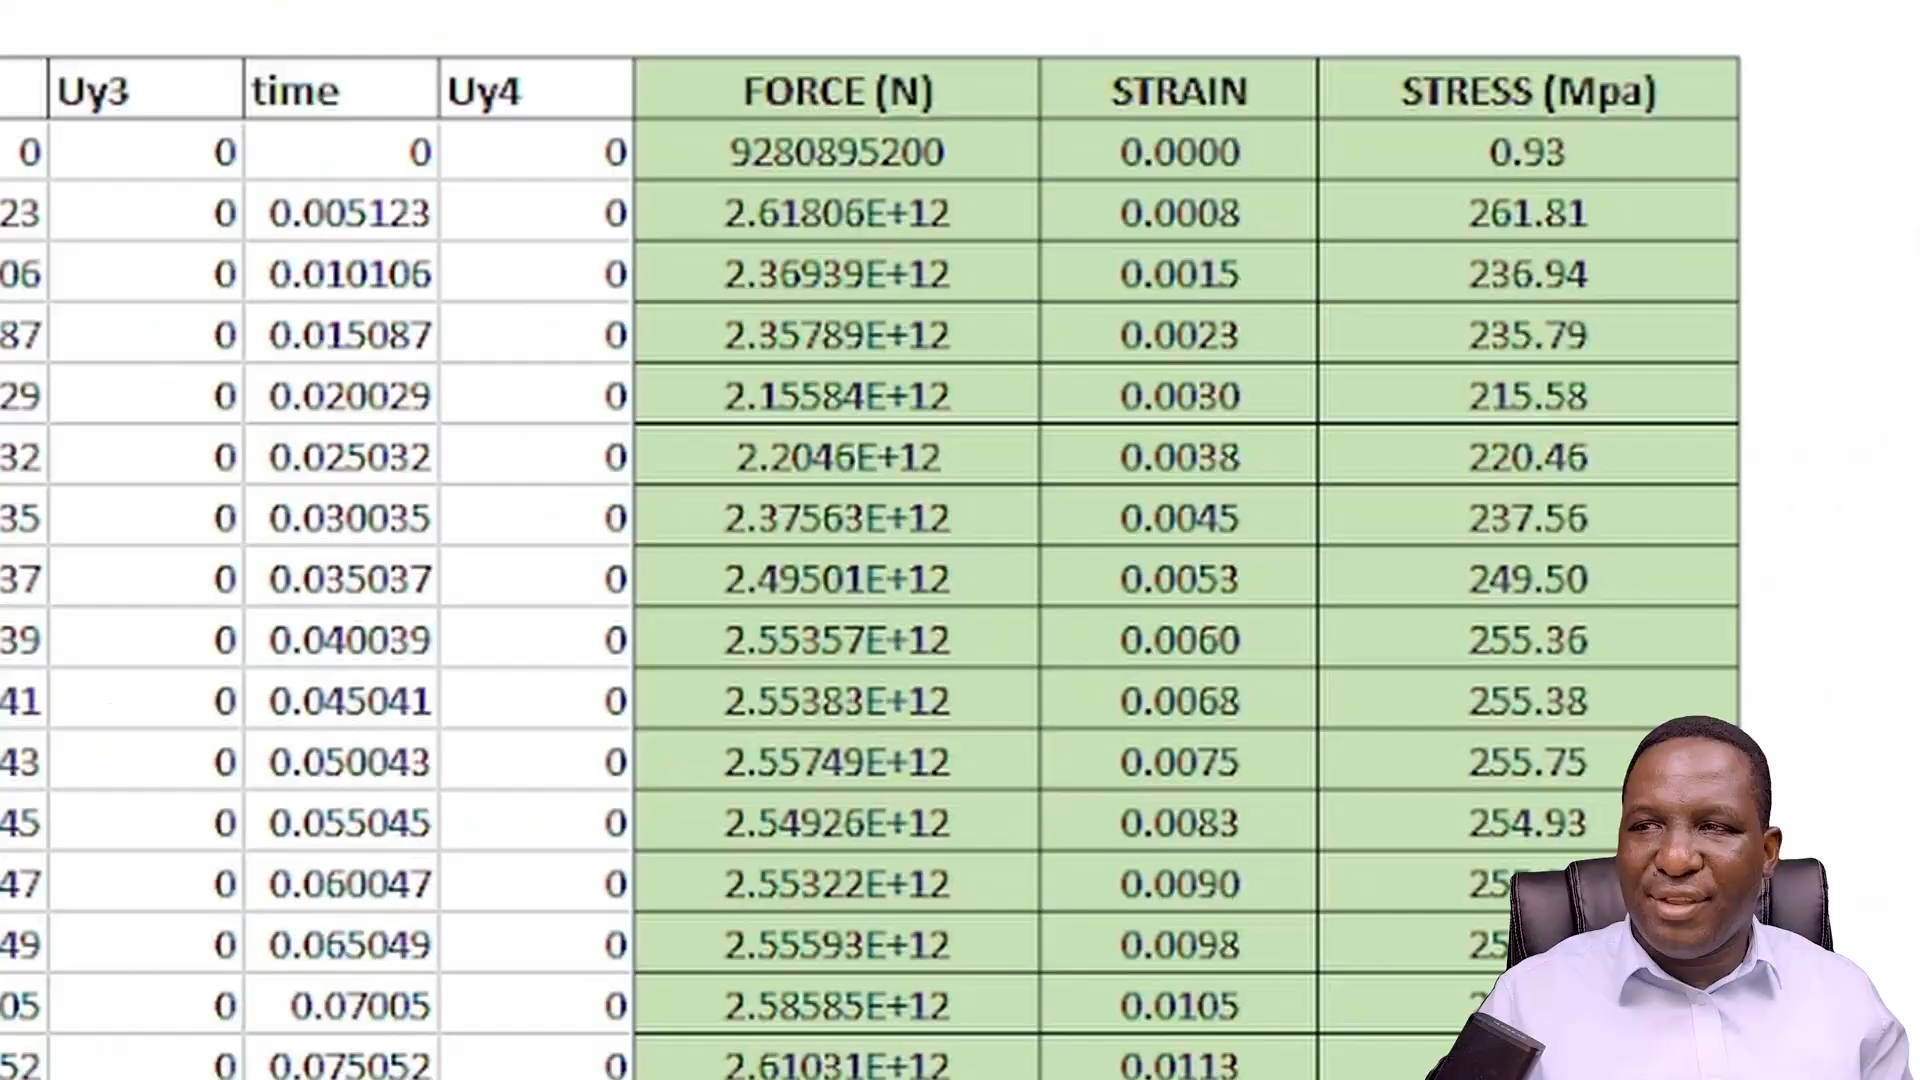 Uy3 time Uy4 FORCE (N) STRAIN STRESS (Mpa)
0 0 0 0 9280895200 0.0000 0.93
23 0 0.005123 0 2.61806E+12 0.0008 261.81
06 0 0.010106 0 2.36939E+12 0.0015 236.94
87 0 0.015087 0 2.35789E+12 0.0023 235.79
29 0 0.020029 0 2.15584E+12 0.0030 215.58
32 0 0.025032 0 2.2046E+12 0.0038 220.46
35 0 0.030035 0 2.37563E+12 0.0045 237.56
37 0 0.035037 0 2.49501E+12 0.0053 249.50
39 0 0.040039 0 2.55357E+12 0.0060 255.36
41 0 0.045041 0 2.55383E+12 0.0068 255.38
43 0 0.050043 0 2.55749E+12 0.0075 255.75
45 0 0.055045 0 2.54926E+12 0.0083 254.93
47 0 0.060047 0 2.55322E+12 0.0090 25
49 0 0.065049 0 2.55593E+12 0.0098 25
05 0 0.07005 0 2.58585E+12 0.0105 2
52 0 0.075052 0 2.61031E+12 0.0113